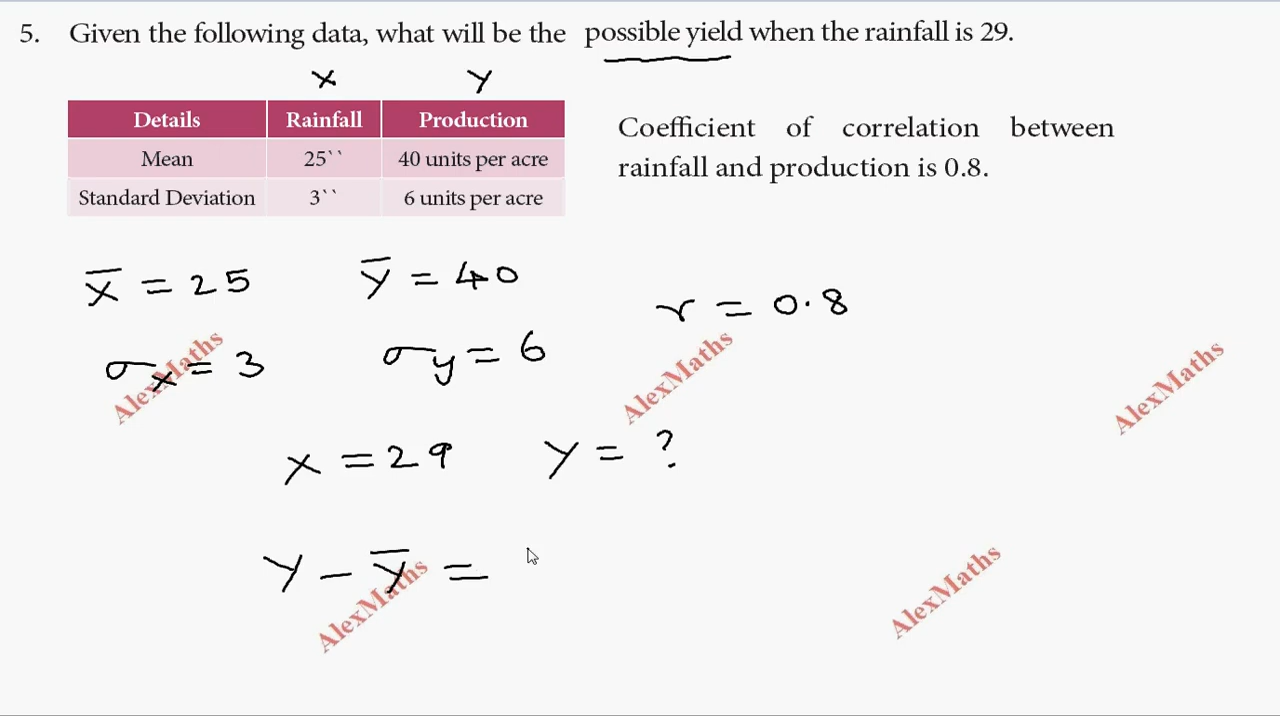 5. Given the following data, what will be the possible yield when the rainfall is 29.
X Y
Details Rainfall Production
Mean 25`` 40 units per acre
Standard Deviation 3`` 6 units per acre
Coefficient of correlation between
rainfall and production is 0.8.
x̅ = 25 y̅ = 40
r = 0.8
σx = 3 σy = 6
AlexMaths AlexMaths AlexMaths
x = 29 y = ?
y - y̅ =
AlexMaths AlexMaths